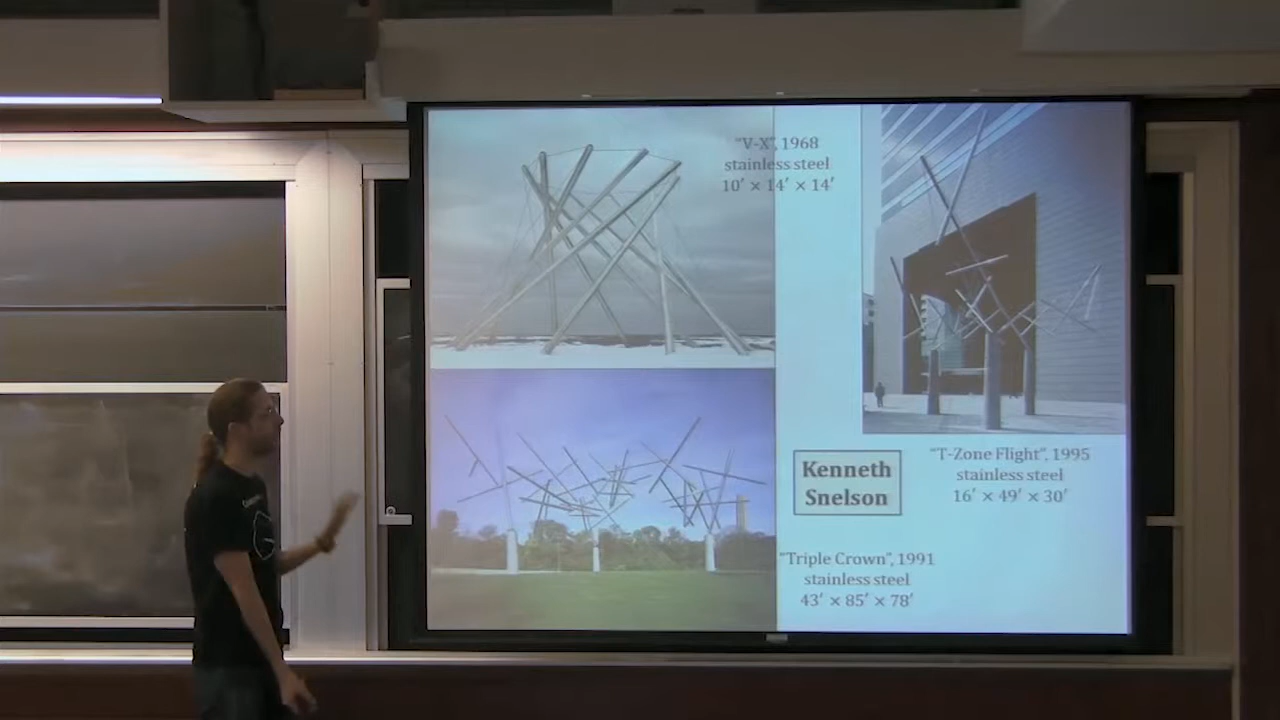 "V-X", 1968
stainless steel
10′ × 14′ × 14′
"T-Zone Flight", 1995
stainless steel
16′ × 49′ × 30′
Kenneth
Snelson
"Triple Crown", 1991
stainless steel
43′ × 85′ × 78′